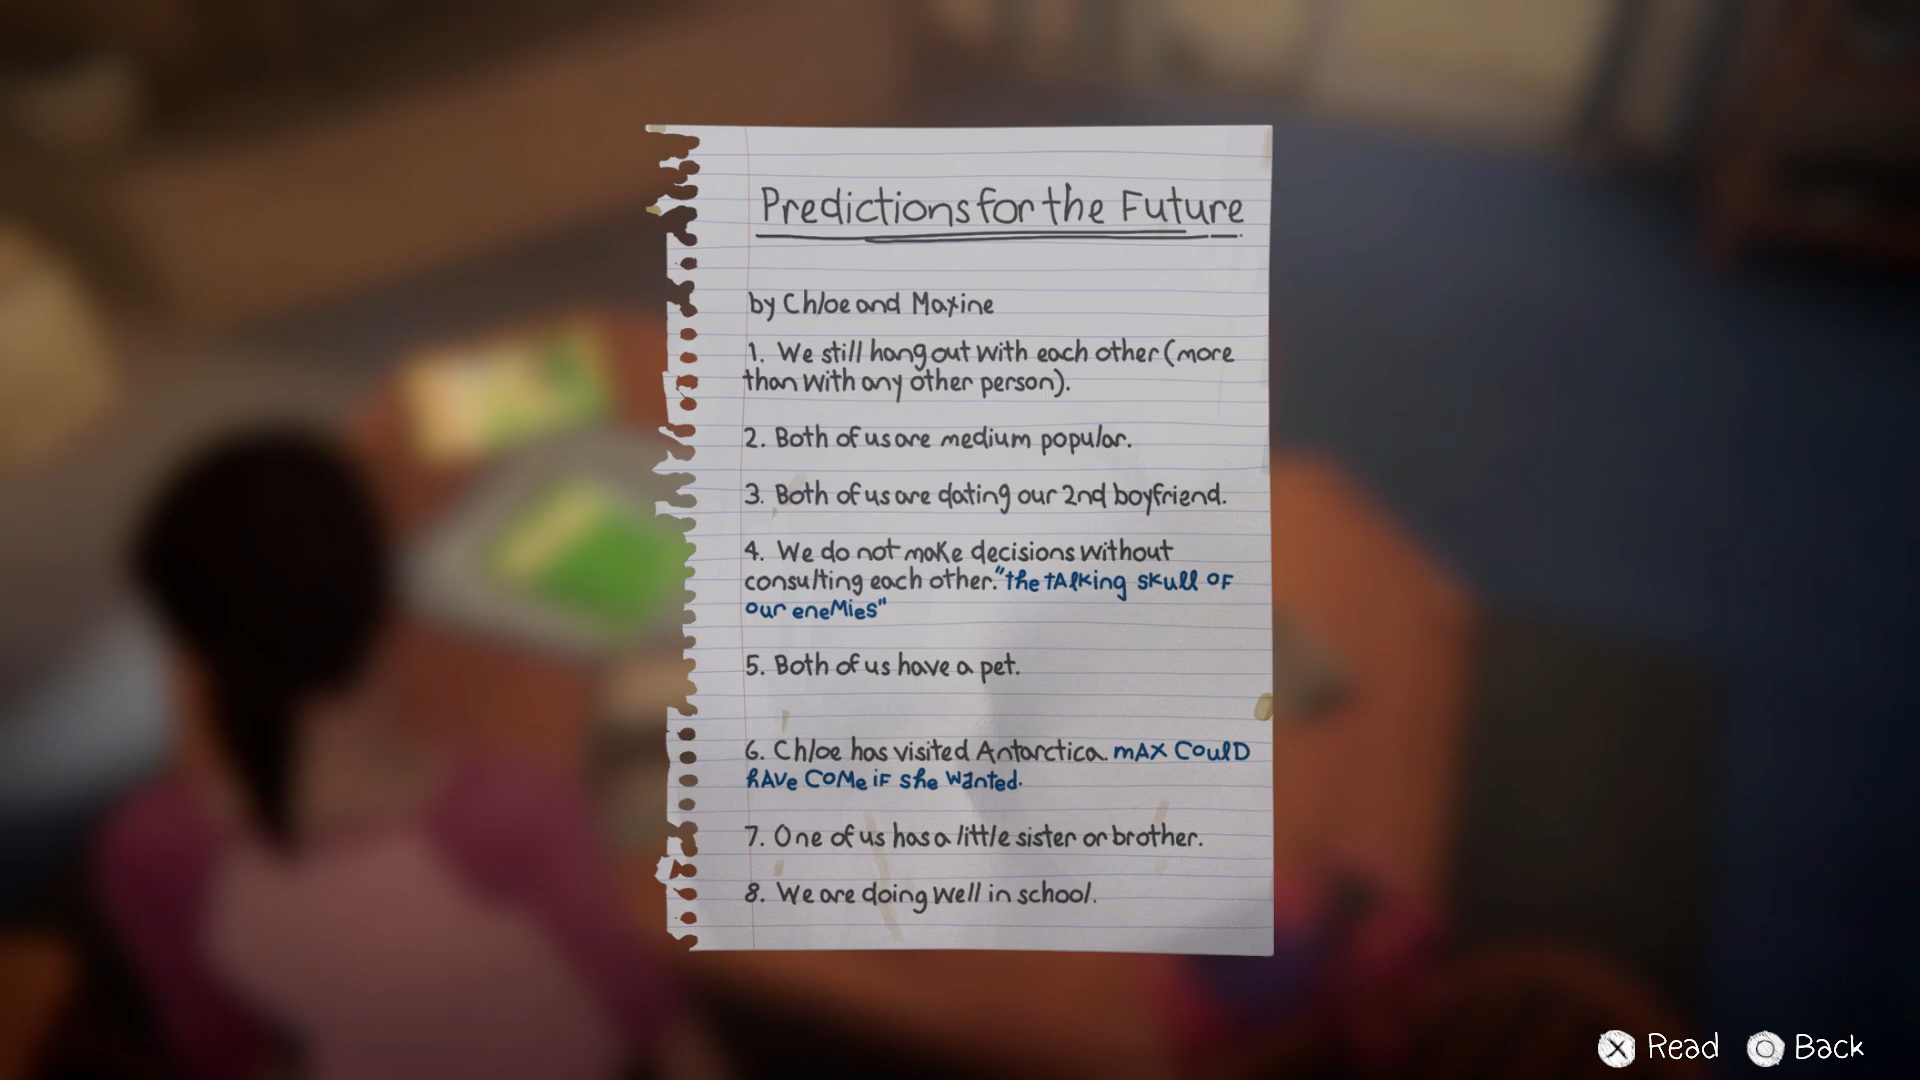 Predictions for the Future
by Chloe and Maxine
1. We still hang out with each other (more
than with any other person).
2. Both of us are medium popular.
3. Both of us are dating our 2nd boyfriend.
4. We do not make decisions without
consulting each other. "the tAlking skull oF
our eneMies"
5. Both of us have a pet.
6. Chloe has visited Antarctica. mAX CoulD
hAve CoMe iF she wanted.
7. One of us has a little sister or brother.
8. We are doing well in school.
Read Back